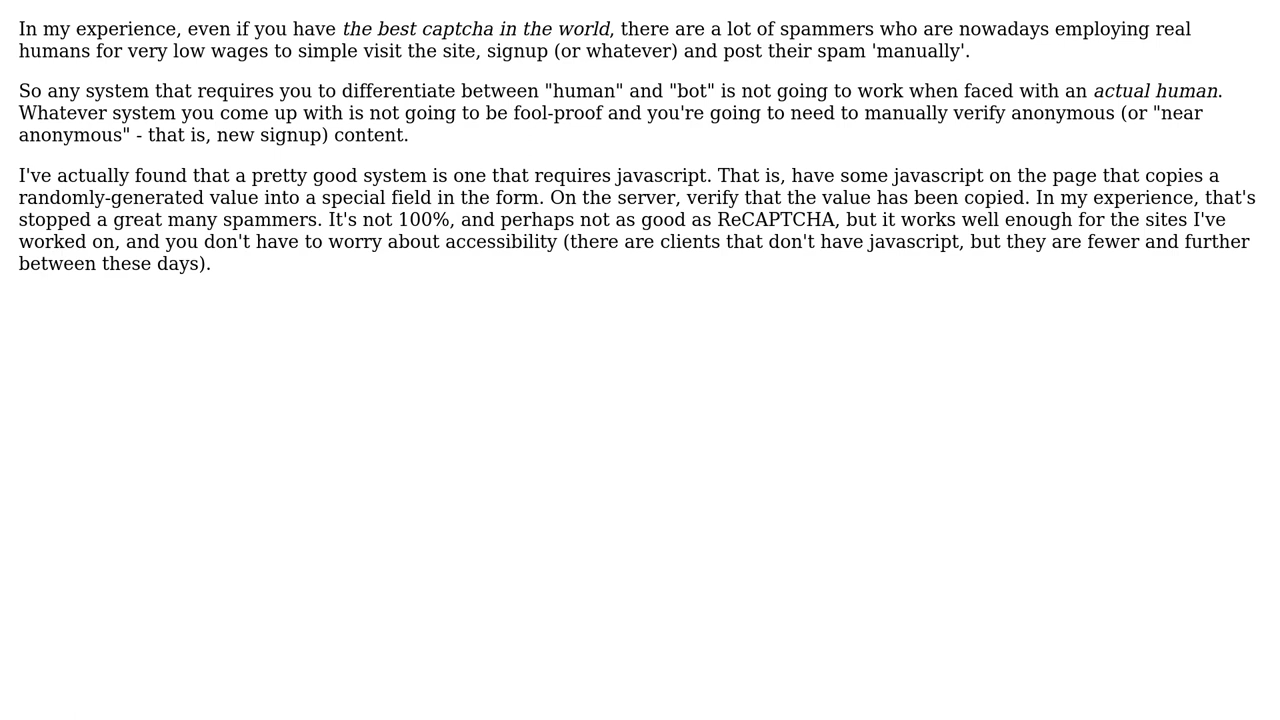 In my experience, even if you have the best captcha in the world, there are a lot of spammers who are nowadays employing real
humans for very low wages to simple visit the site, signup (or whatever) and post their spam 'manually'.
So any system that requires you to differentiate between "human" and "bot" is not going to work when faced with an actual human.
Whatever system you come up with is not going to be fool-proof and you're going to need to manually verify anonymous (or "near
anonymous" - that is, new signup) content.
I've actually found that a pretty good system is one that requires javascript. That is, have some javascript on the page that copies a
randomly-generated value into a special field in the form. On the server, verify that the value has been copied. In my experience, that's
stopped a great many spammers. It's not 100%, and perhaps not as good as ReCAPTCHA, but it works well enough for the sites I've
worked on, and you don't have to worry about accessibility (there are clients that don't have javascript, but they are fewer and further
between these days).